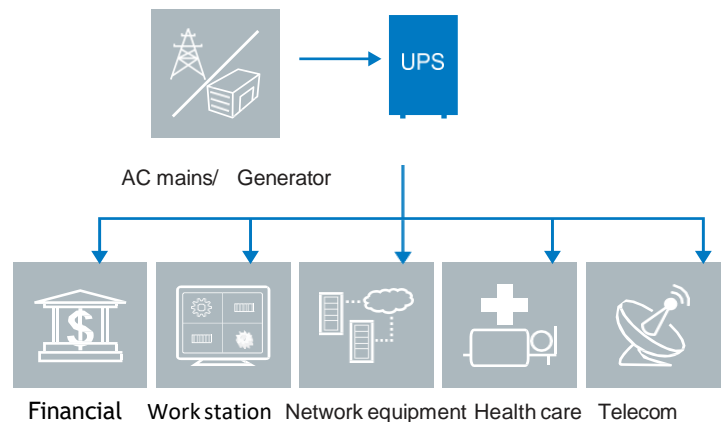 UPS
AC mains/ Generator
$
Financial Work station Network equipment Health care Telecom